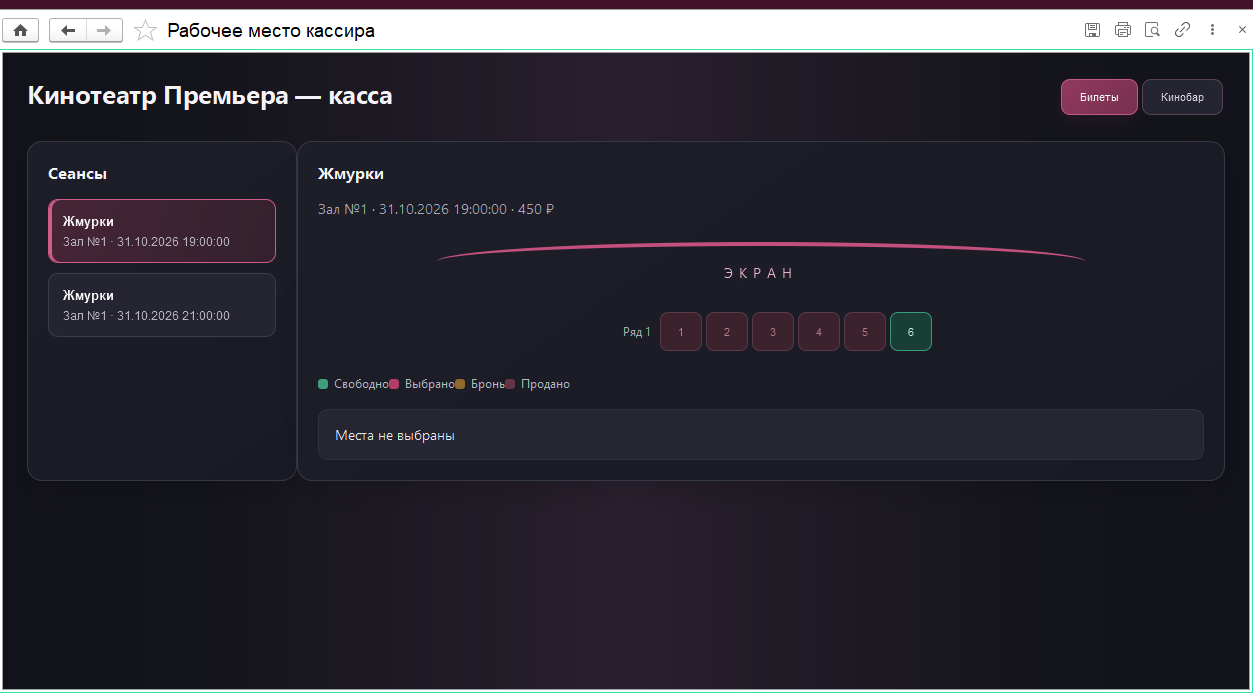 Рабочее место кассира
Кинотеатр Премьера — касса
Билеты
Кинобар
Сеансы
Жмурки
Зал №1 · 31.10.2026 19:00:00
Жмурки
Зал №1 · 31.10.2026 21:00:00
Жмурки
Зал №1 · 31.10.2026 19:00:00 · 450 ₽
ЭКРАН
Ряд 1 1 2 3 4 5 6
Свободно Выбрано Бронь Продано
Места не выбраны